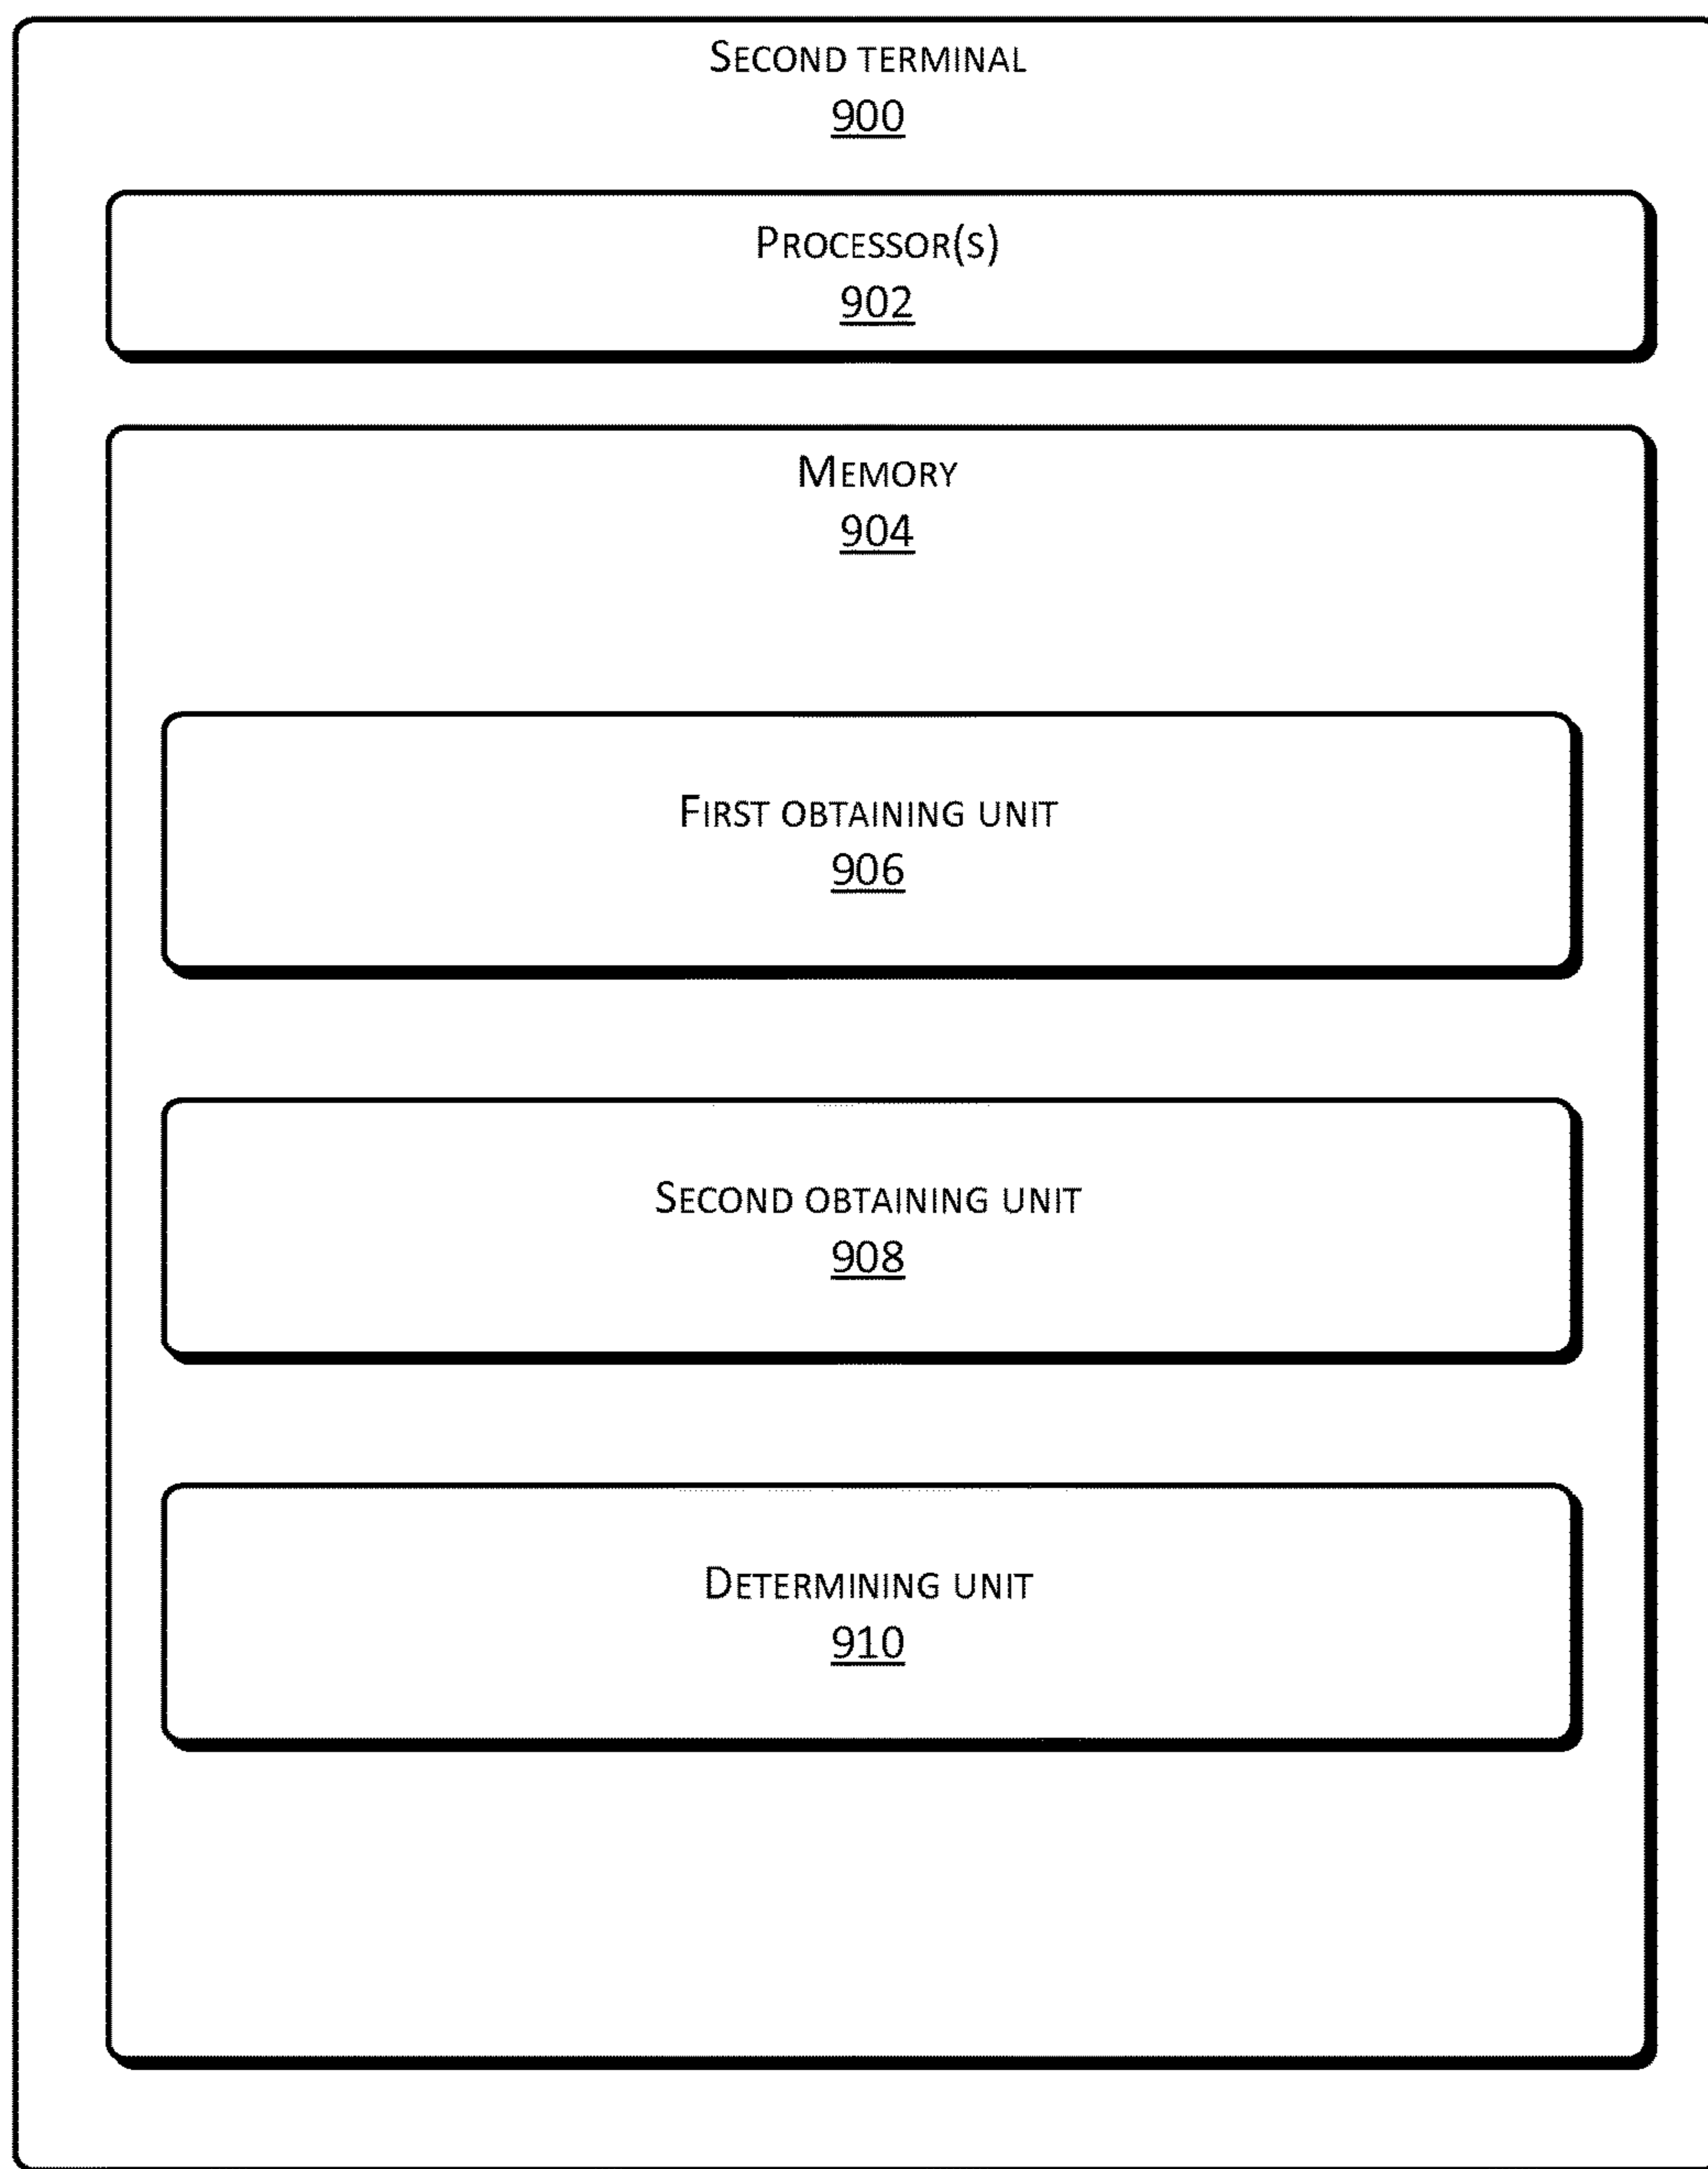 SECOND TERMINAL
900
PROCESSOR(S)
902
MEMORY
904
FIRST OBTAINING UNIT
906
SECOND OBTAINING UNIT
908
DETERMINING UNIT
910